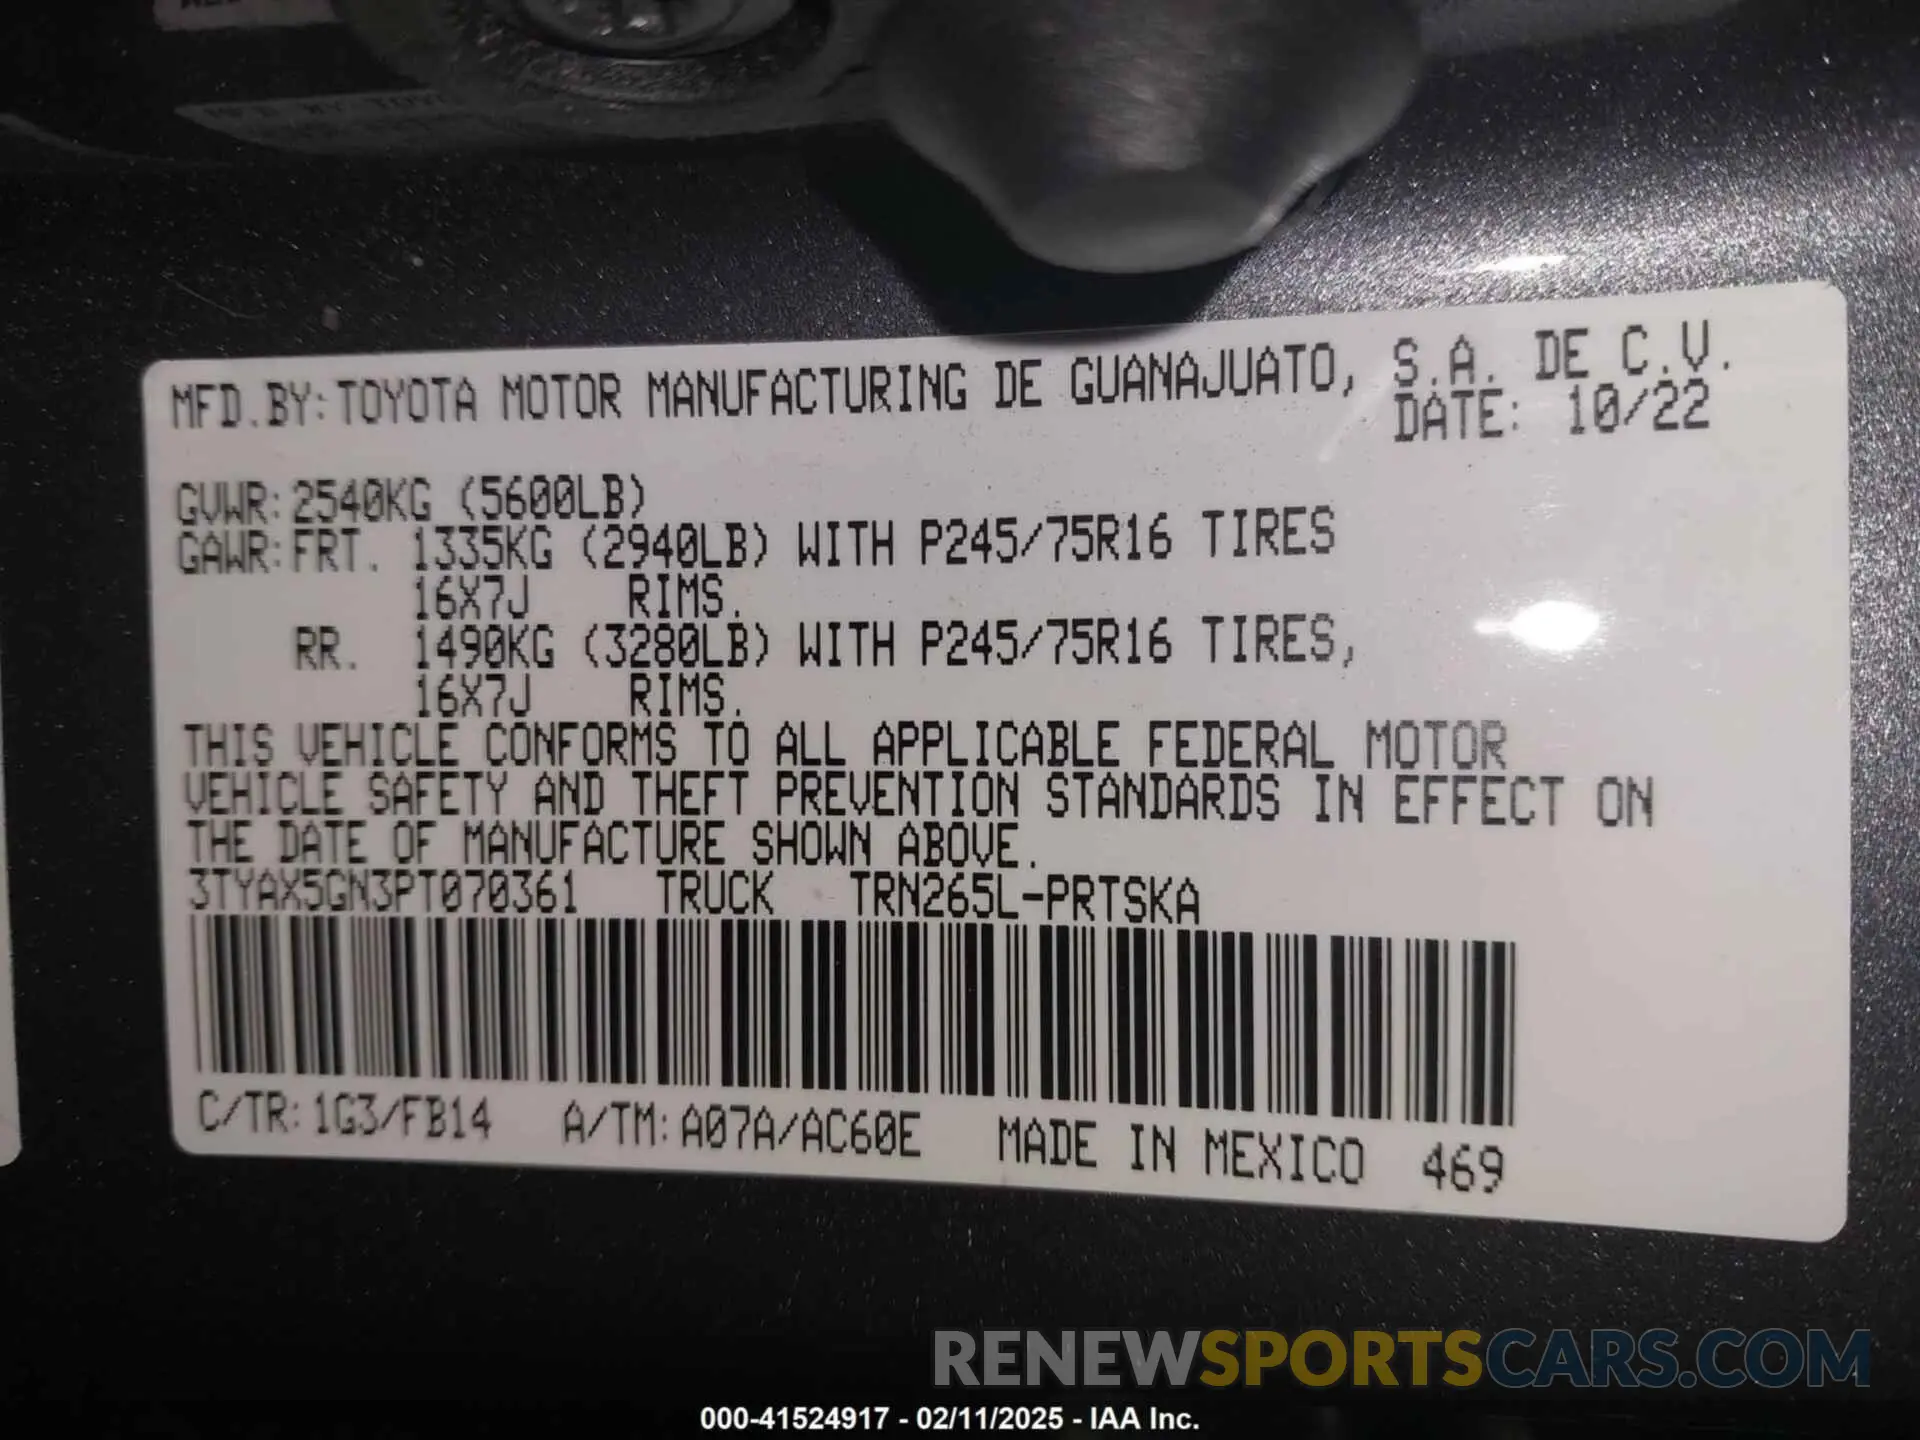 MFD.BY:TOYOTA MOTOR MANUFACTURING DE GUANAJUATO, S.A. DE C.V.
DATE: 10/22
GVWR:2540KG (5600LB)
GAWR:FRT. 1335KG (2940LB) WITH P245/75R16 TIRES
16X7J RIMS.
RR. 1490KG (3280LB) WITH P245/75R16 TIRES,
16X7J RIMS.
THIS VEHICLE CONFORMS TO ALL APPLICABLE FEDERAL MOTOR
VEHICLE SAFETY AND THEFT PREVENTION STANDARDS IN EFFECT ON
THE DATE OF MANUFACTURE SHOWN ABOVE.
3TYAX5GN3PT070361 TRUCK TRN265L-PRTSKA
C/TR:1G3/FB14 A/TM:A07A/AC60E MADE IN MEXICO 469
RENEWSPORTSCARS.COM
000-41524917 - 02/11/2025 - IAA Inc.